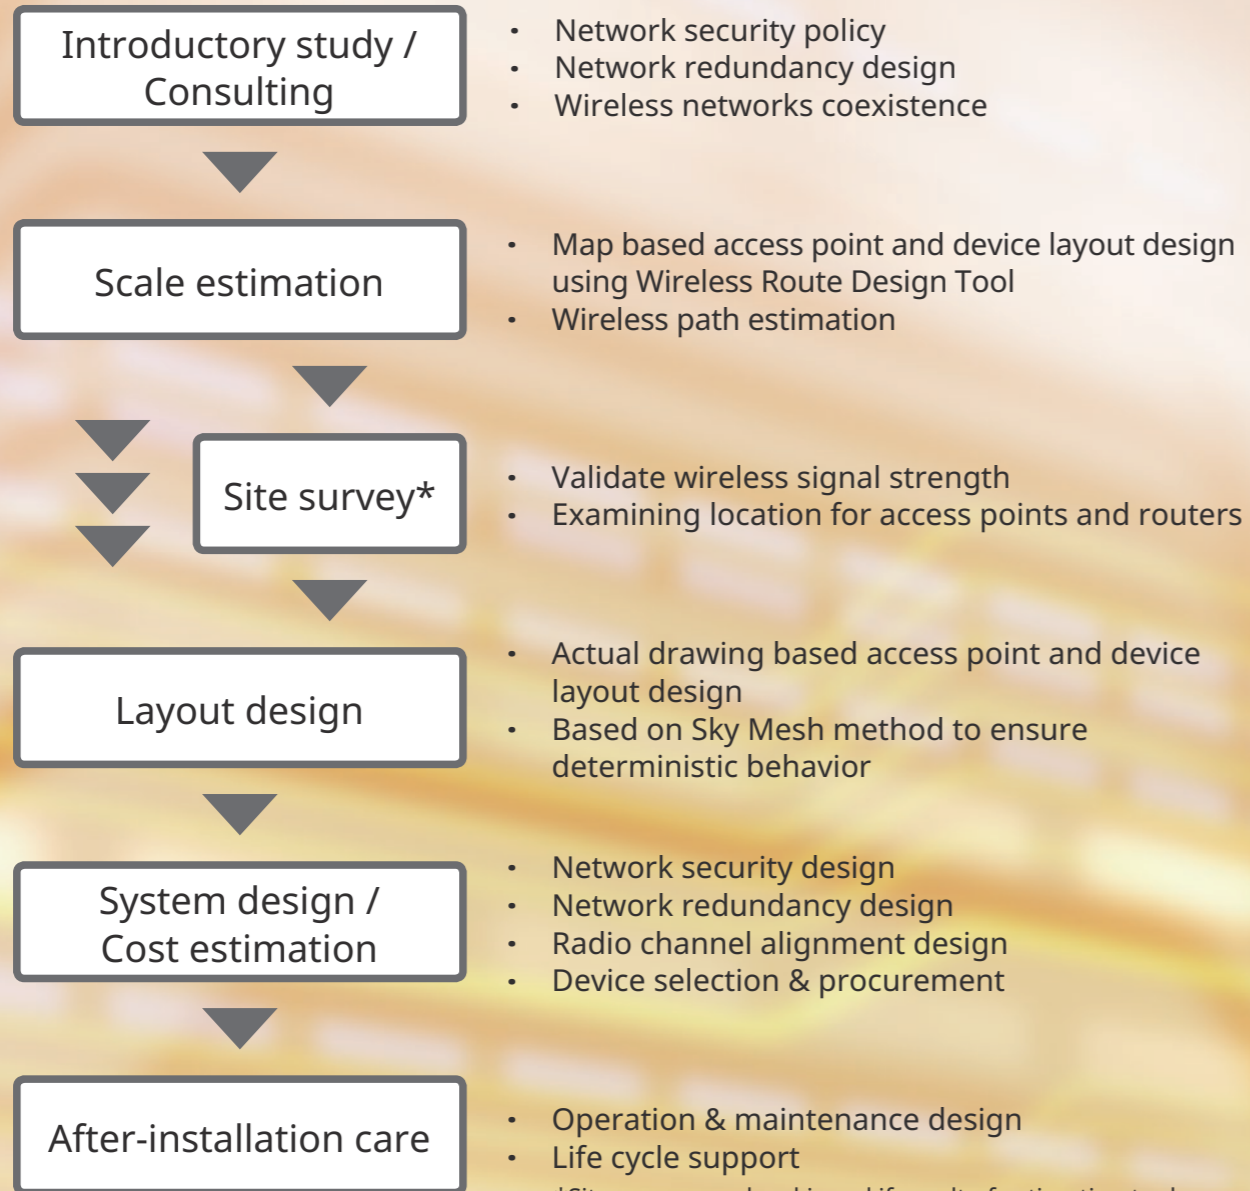 Introductory study /
Consulting
・ Network security policy
・ Network redundancy design
・ Wireless networks coexistence
Scale estimation
・ Map based access point and device layout design
using Wireless Route Design Tool
・ Wireless path estimation
Site survey*
・ Validate wireless signal strength
・ Examining location for access points and routers
Layout design
・ Actual drawing based access point and device
layout design
・ Based on Sky Mesh method to ensure
deterministic behavior
System design /
Cost estimation
・ Network security design
・ Network redundancy design
・ Radio channel alignment design
・ Device selection & procurement
After-installation care
・ Operation & maintenance design
・ Life cycle support